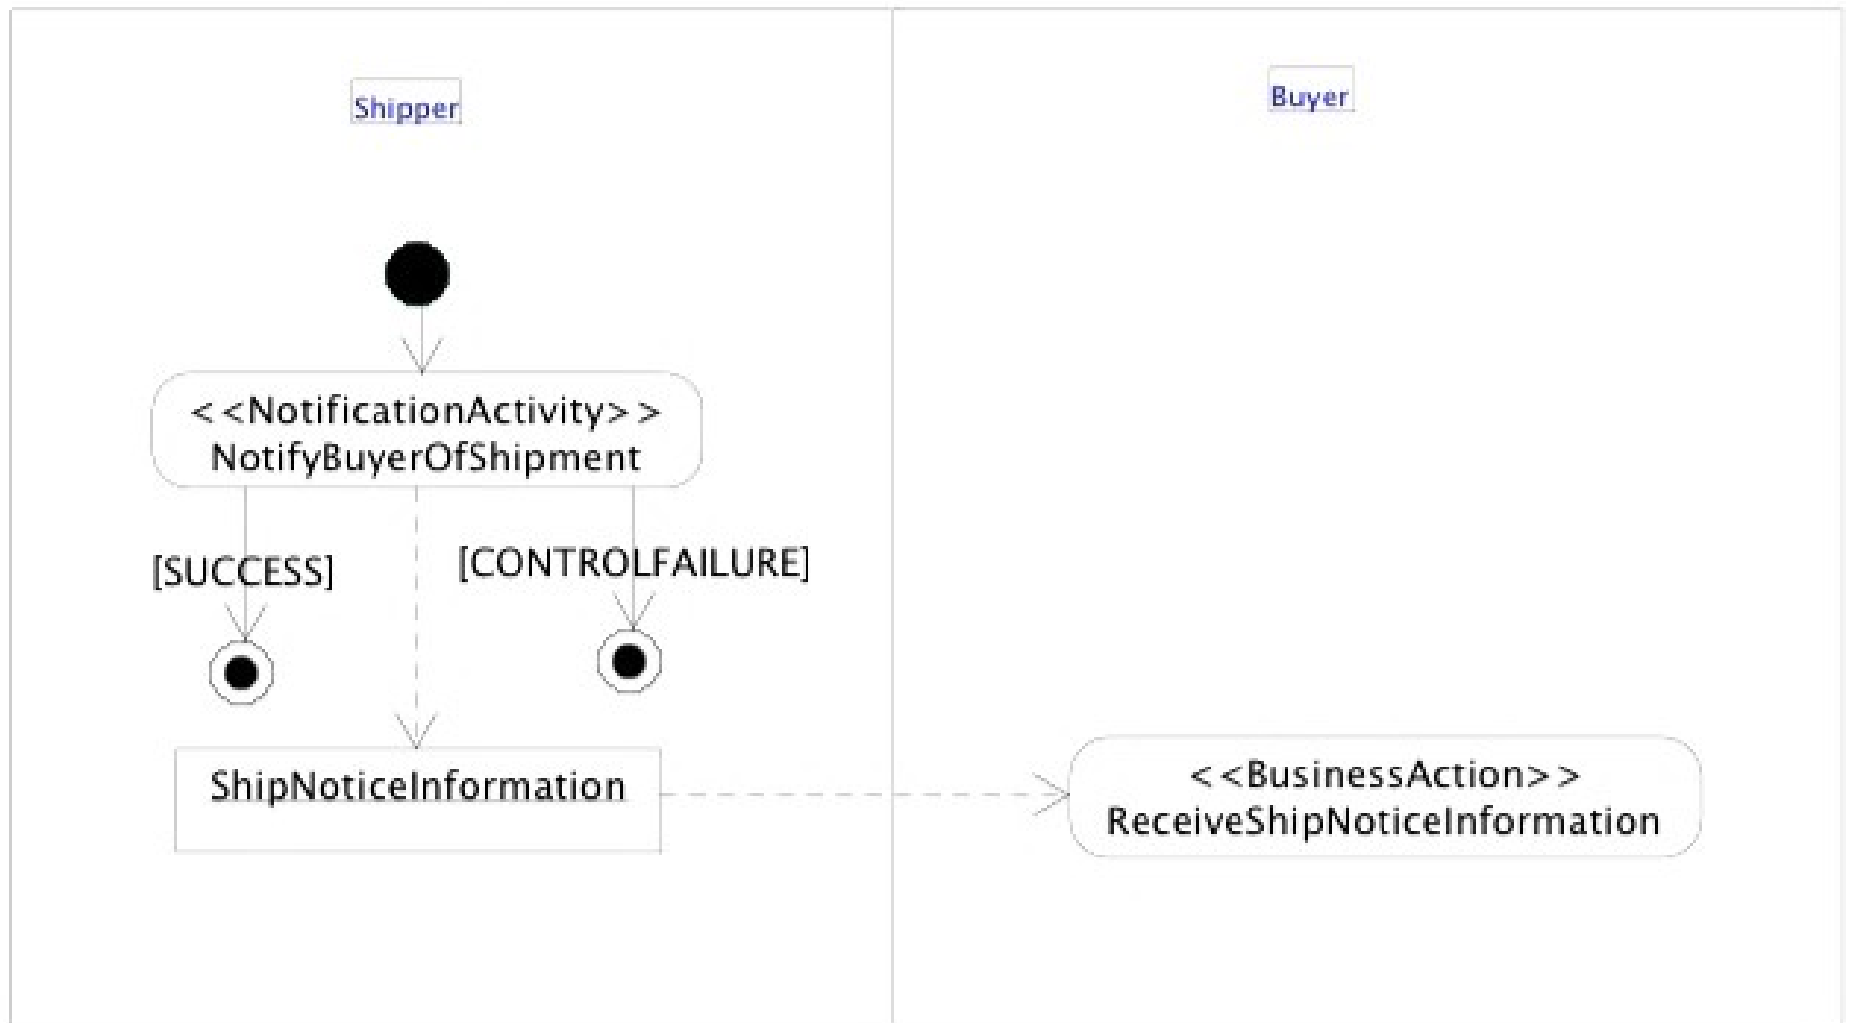 Shipper
Buyer
<<NotificationActivity>>
NotifyBuyerOfShipment
[SUCCESS]
[CONTROLFAILURE]
ShipNoticeInformation
<<BusinessAction>>
ReceiveShipNoticeInformation